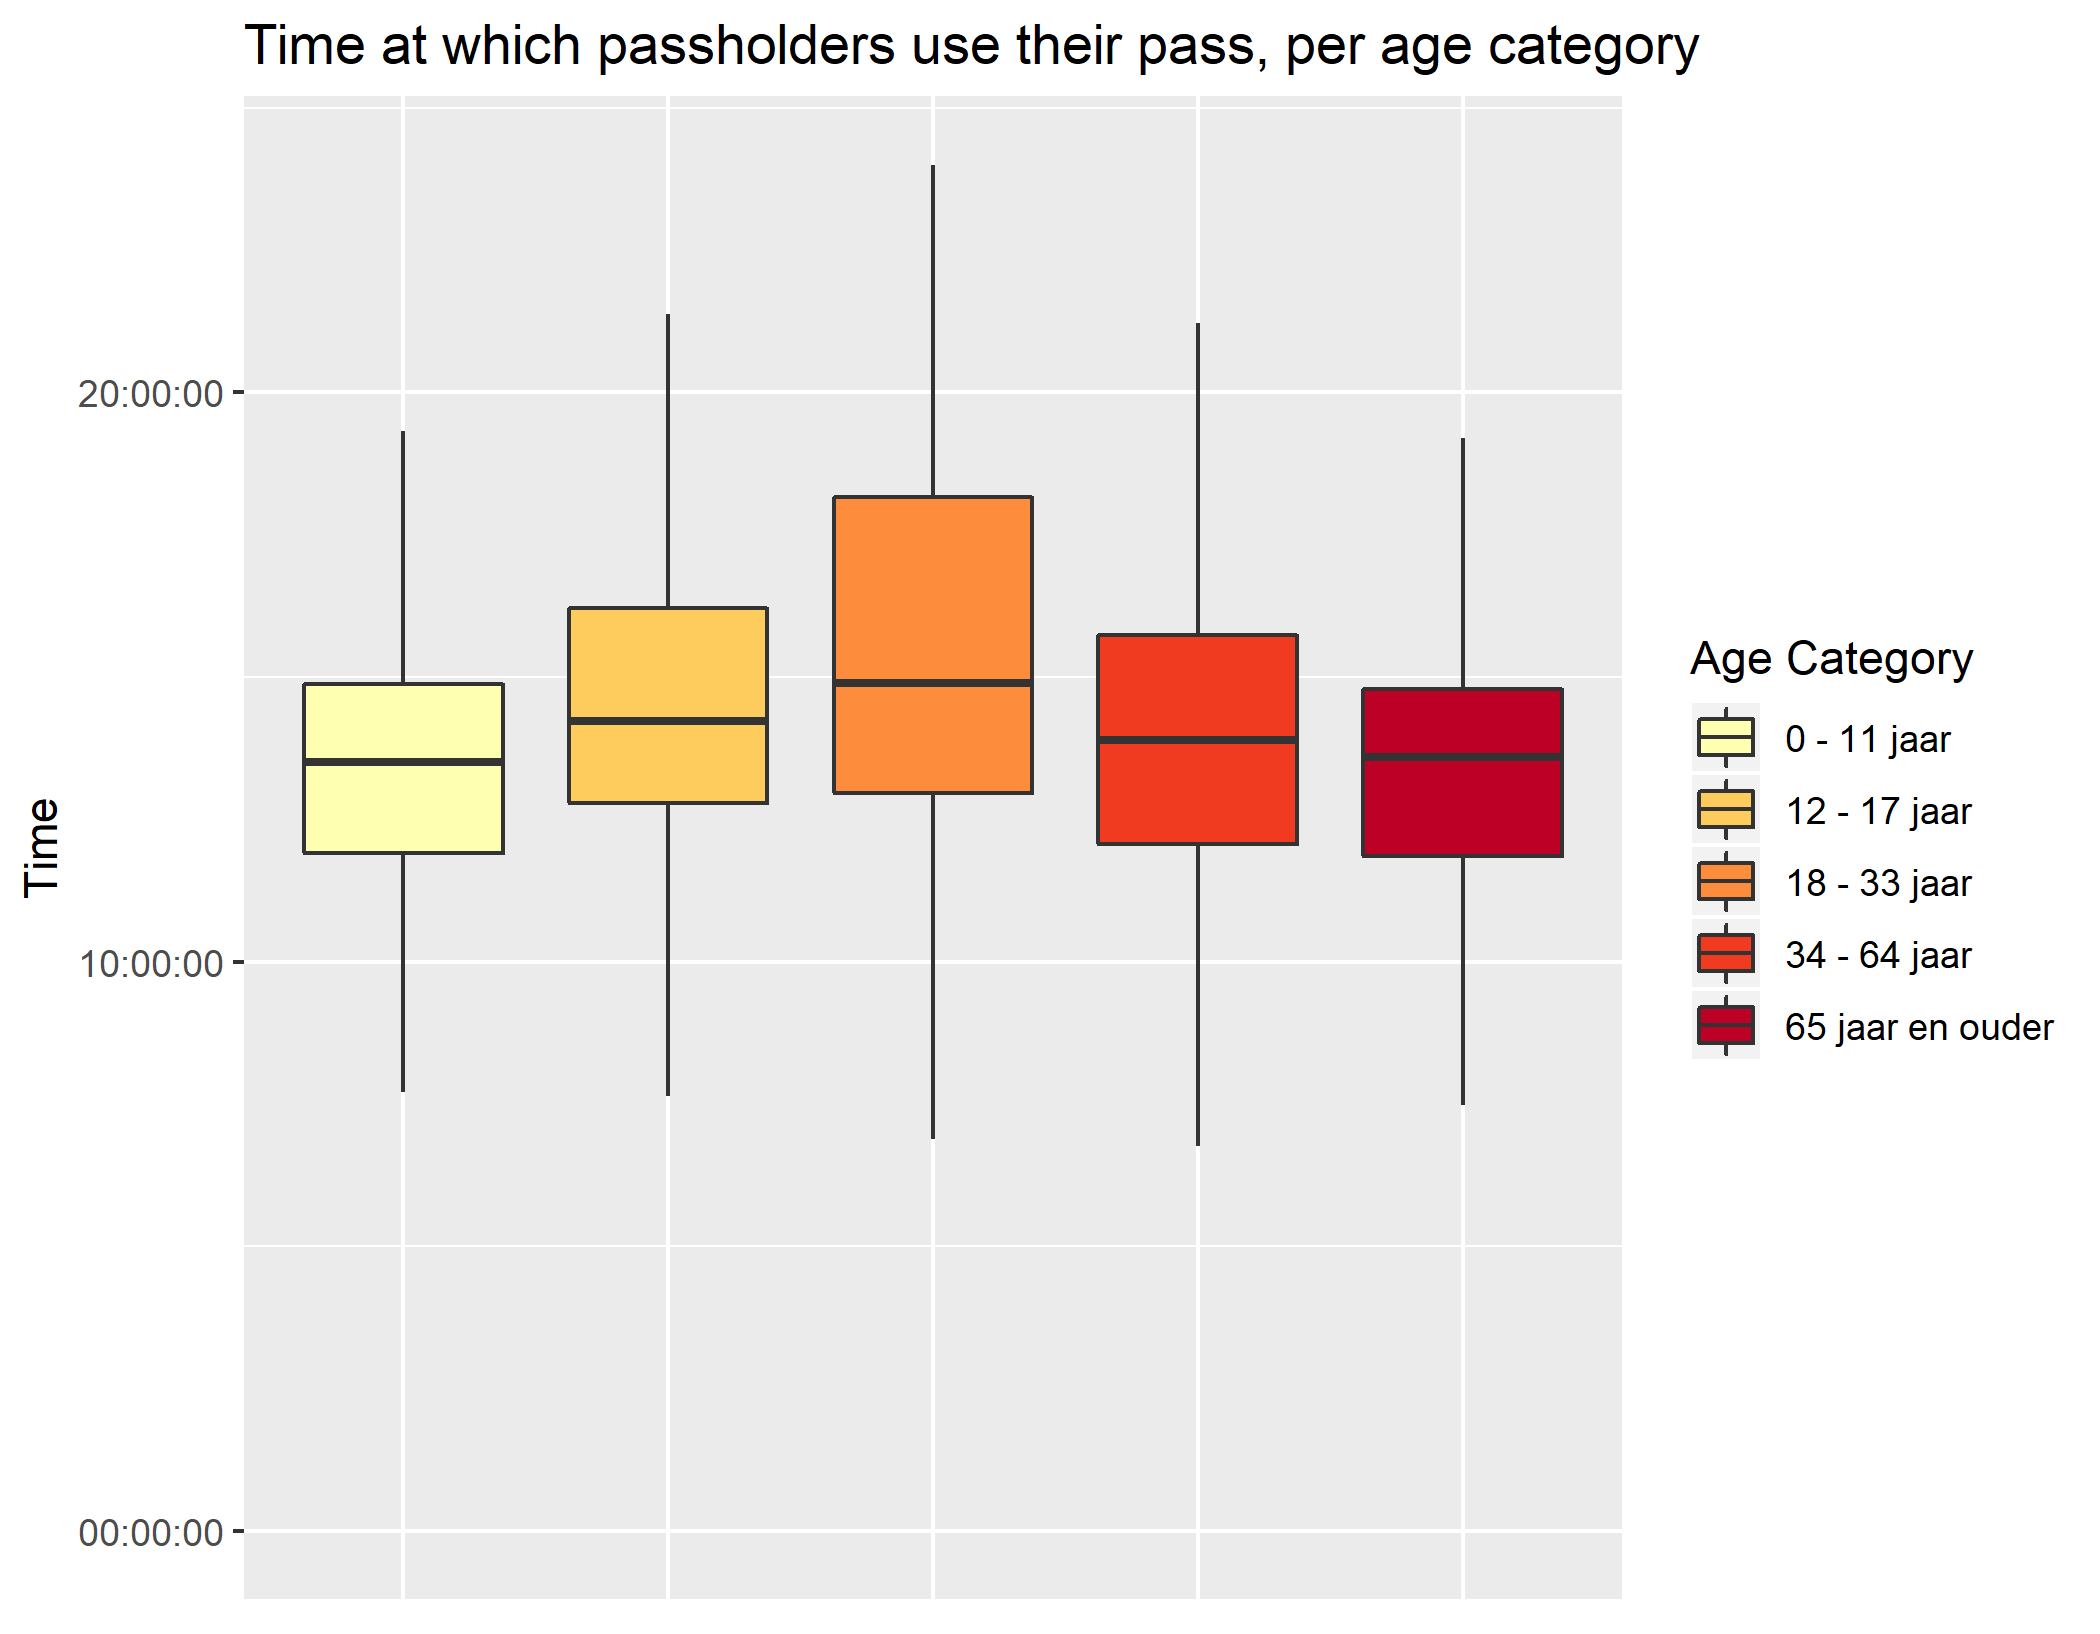 Time at which passholders use their pass, per age category
20:00:00
10:00:00
00:00:00
Time
Age Category
0 - 11 jaar
12 - 17 jaar
18 - 33 jaar
34 - 64 jaar
65 jaar en ouder